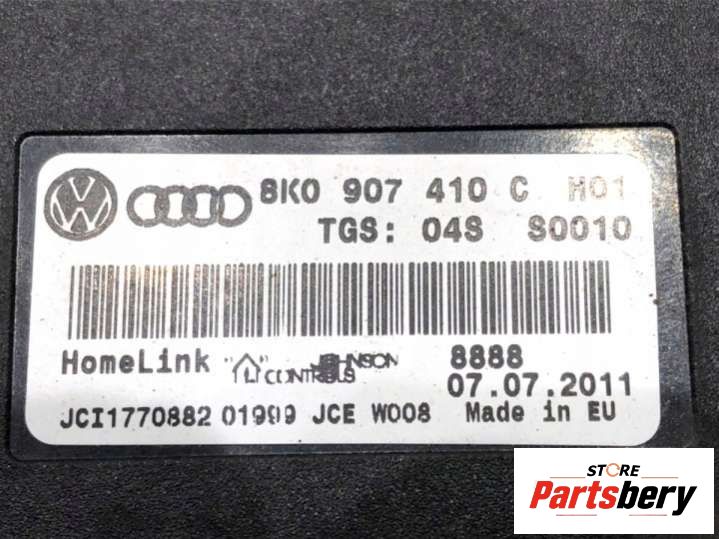 8K0 907 410 C H01
TGS: 04S S0010
HomeLink JOHNSON CONTROLS 8888
07.07.2011
JCI1770882 01999 JCE W008 Made in EU
STORE
Partsbery